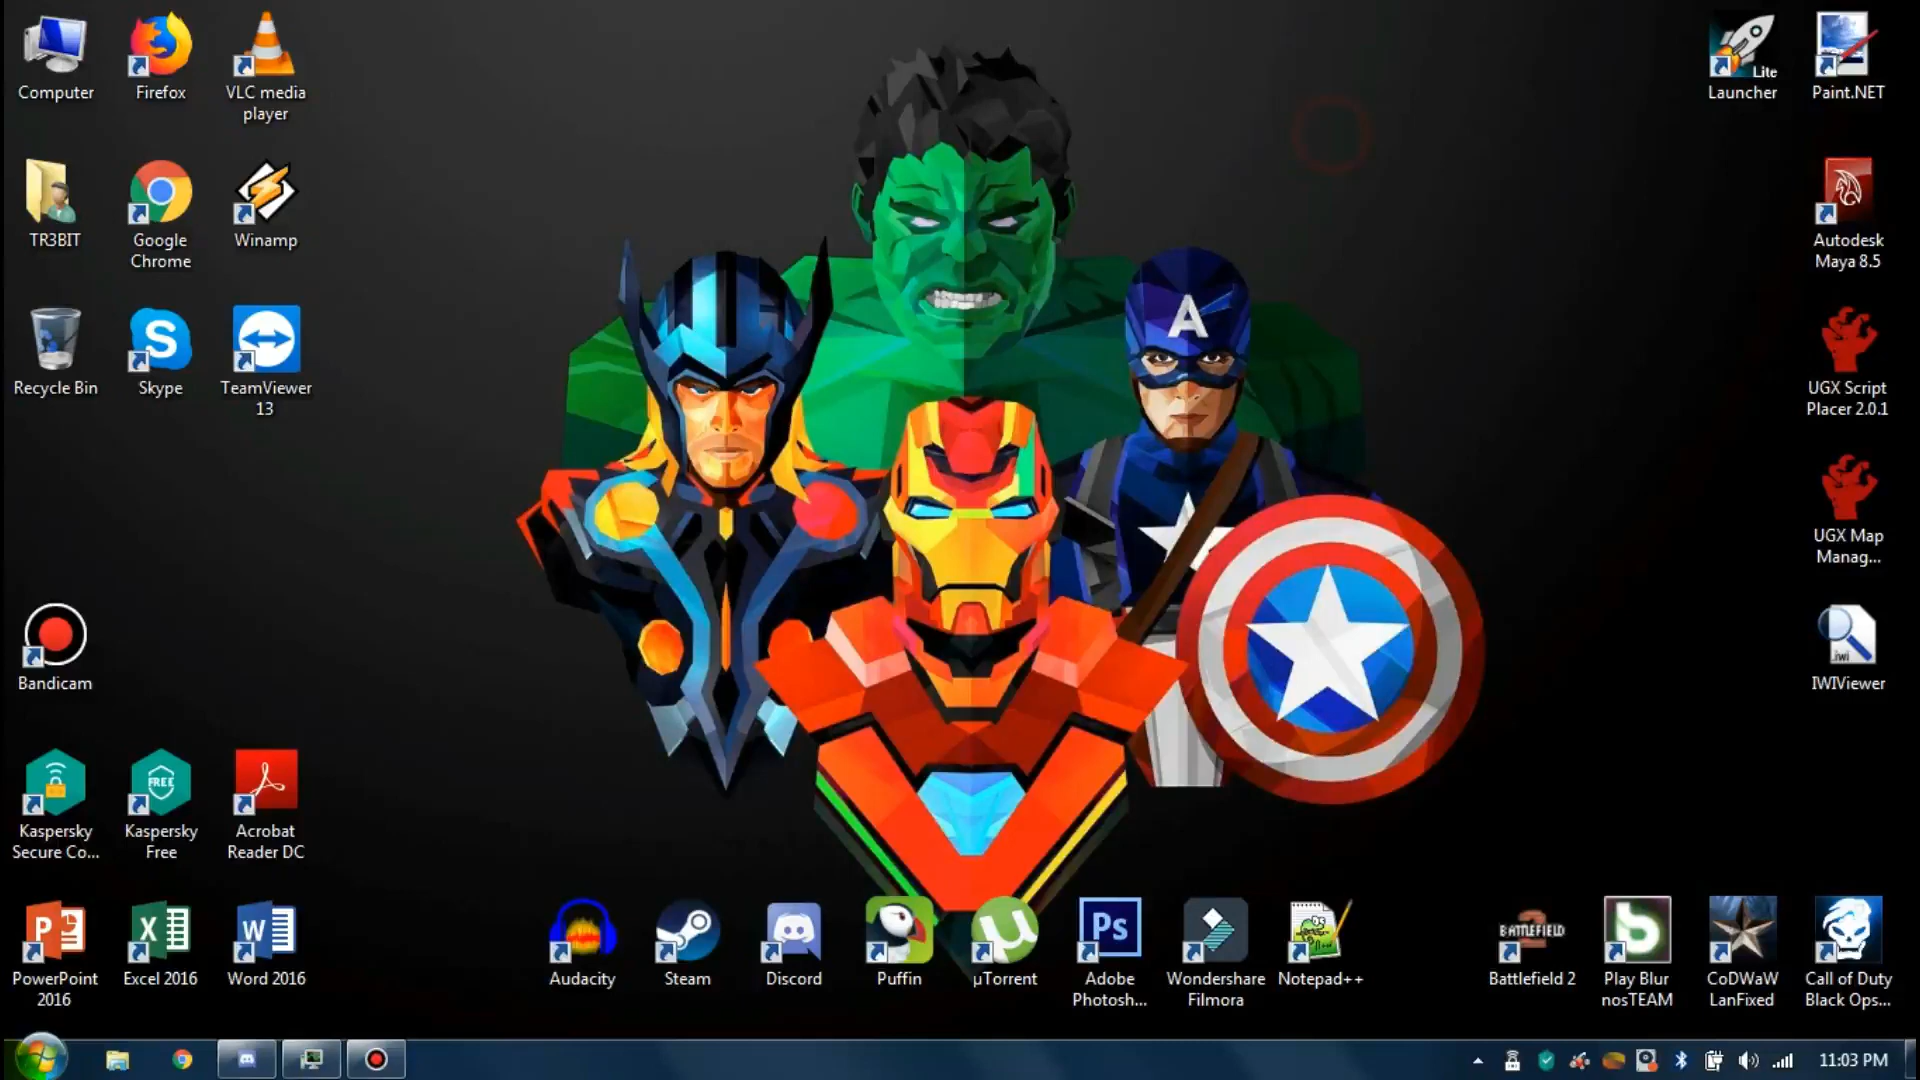 Computer
Firefox
VLC media
player
Lite
Launcher
Paint.NET
TR3BIT
Google
Chrome
Winamp
Autodesk
Maya 8.5
A
S
Recycle Bin
Skype
TeamViewer
13
UGX Script
Placer 2.0.1
UGX Map
Manag...
Bandicam
.iwi
IWIViewer
FREE
Kaspersky
Secure Co...
Kaspersky
Free
Acrobat
Reader DC
P
X
W
Ps
BATTLEFIELD
2
b
PowerPoint
2016
Excel 2016
Word 2016
Audacity
Steam
Discord
Puffin
µTorrent
Adobe
Photosh...
Wondershare
Filmora
Notepad++
Battlefield 2
Play Blur
nosTEAM
CoDWaW
LanFixed
Call of Duty
Black Ops...
11:03 PM